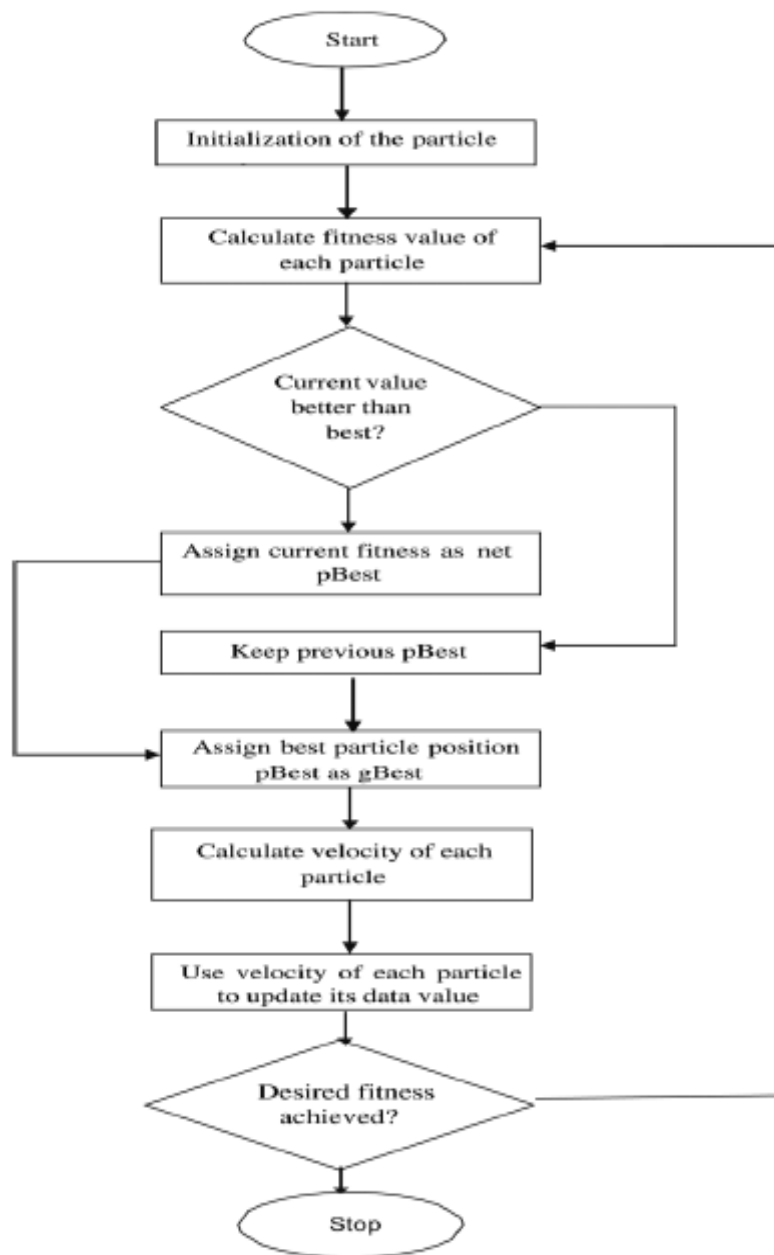 Start
Initialization of the particle
Calculate fitness value of
each particle
Current value
better than
best?
Assign current fitness as net
pBest
Keep previous pBest
Assign best particle position
pBest as gBest
Calculate velocity of each
particle
Use velocity of each particle
to update its data value
Desired fitness
achieved?
Stop